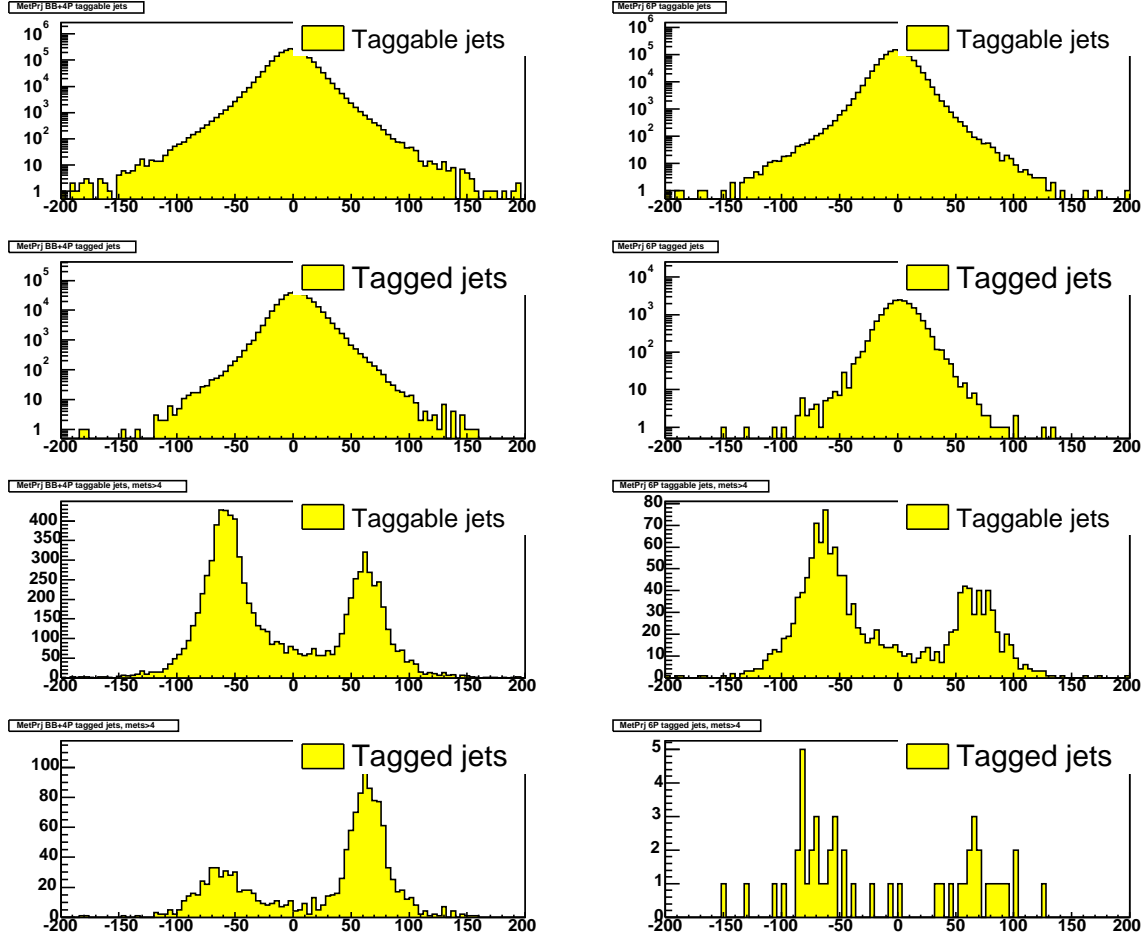 MetPrj BB+4P taggable jets
Taggable jets
10^6
10^5
10^4
10^3
10^2
10
1
-200 -150 -100 -50 0 50 100 150 200
MetPrj 6P taggable jets
Taggable jets
10^6
10^5
10^4
10^3
10^2
10
1
-200 -150 -100 -50 0 50 100 150 200
MetPrj BB+4P tagged jets
Tagged jets
10^5
10^4
10^3
10^2
10
1
-200 -150 -100 -50 0 50 100 150 200
MetPrj 6P tagged jets
Tagged jets
10^4
10^3
10^2
10
1
-200 -150 -100 -50 0 50 100 150 200
MetPrj BB+4P taggable jets, mets>4
Taggable jets
400
350
300
250
200
150
100
50
0
-200 -150 -100 -50 0 50 100 150 200
MetPrj 6P taggable jets, mets>4
Taggable jets
80
70
60
50
40
30
20
10
0
-200 -150 -100 -50 0 50 100 150 200
MetPrj BB+4P tagged jets, mets>4
Tagged jets
100
80
60
40
20
0
-200 -150 -100 -50 0 50 100 150 200
MetPrj 6P tagged jets, mets>4
Tagged jets
5
4
3
2
1
0
-200 -150 -100 -50 0 50 100 150 200